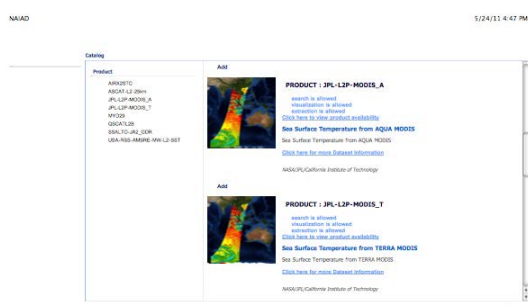 NAIAD
5/24/11 4:47 PM
Catalog
Product
AIRX2STC
ASCAT-L2-25km
JPL-L2P-MODIS_A
JPL-L2P-MODIS_T
MYD29
QSCATL2B
SSALTO-JA2_GDR
USA-NSS-AMSRE-MW-L2-SST
Add
PRODUCT : JPL-L2P-MODIS_A
search is allowed
visualization is allowed
extraction is allowed
Click here to view product availability
Sea Surface Temperature from AQUA MODIS
Sea Surface Temperature from AQUA MODIS
Click here for more Dataset Information
NASA/JPL/California Institute of Technology
Add
PRODUCT : JPL-L2P-MODIS_T
search is allowed
visualization is allowed
extraction is allowed
Click here to view product availability
Sea Surface Temperature from TERRA MODIS
Sea Surface Temperature from TERRA MODIS
Click here for more Dataset Information
NASA/JPL/California Institute of Technology